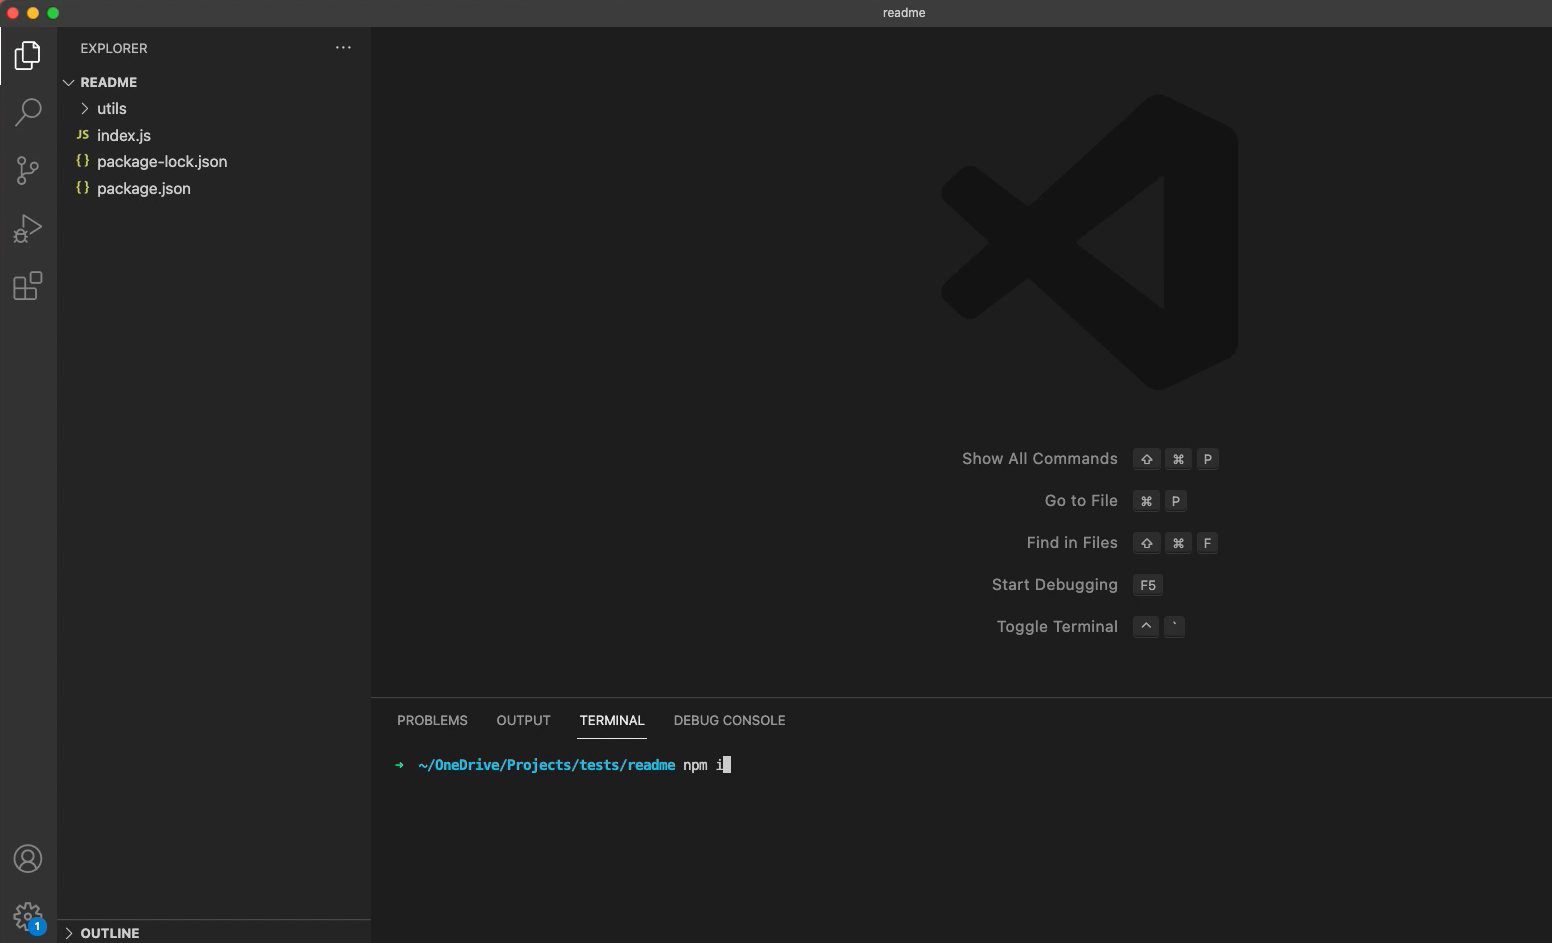 readme
EXPLORER
README
utils
JS index.js
{} package-lock.json
{} package.json
Show All Commands ⇧ ⌘ P
Go to File ⌘ P
Find in Files ⇧ ⌘ F
Start Debugging F5
Toggle Terminal ^ `
PROBLEMS OUTPUT TERMINAL DEBUG CONSOLE
➜ ~/OneDrive/Projects/tests/readme npm i
1
OUTLINE